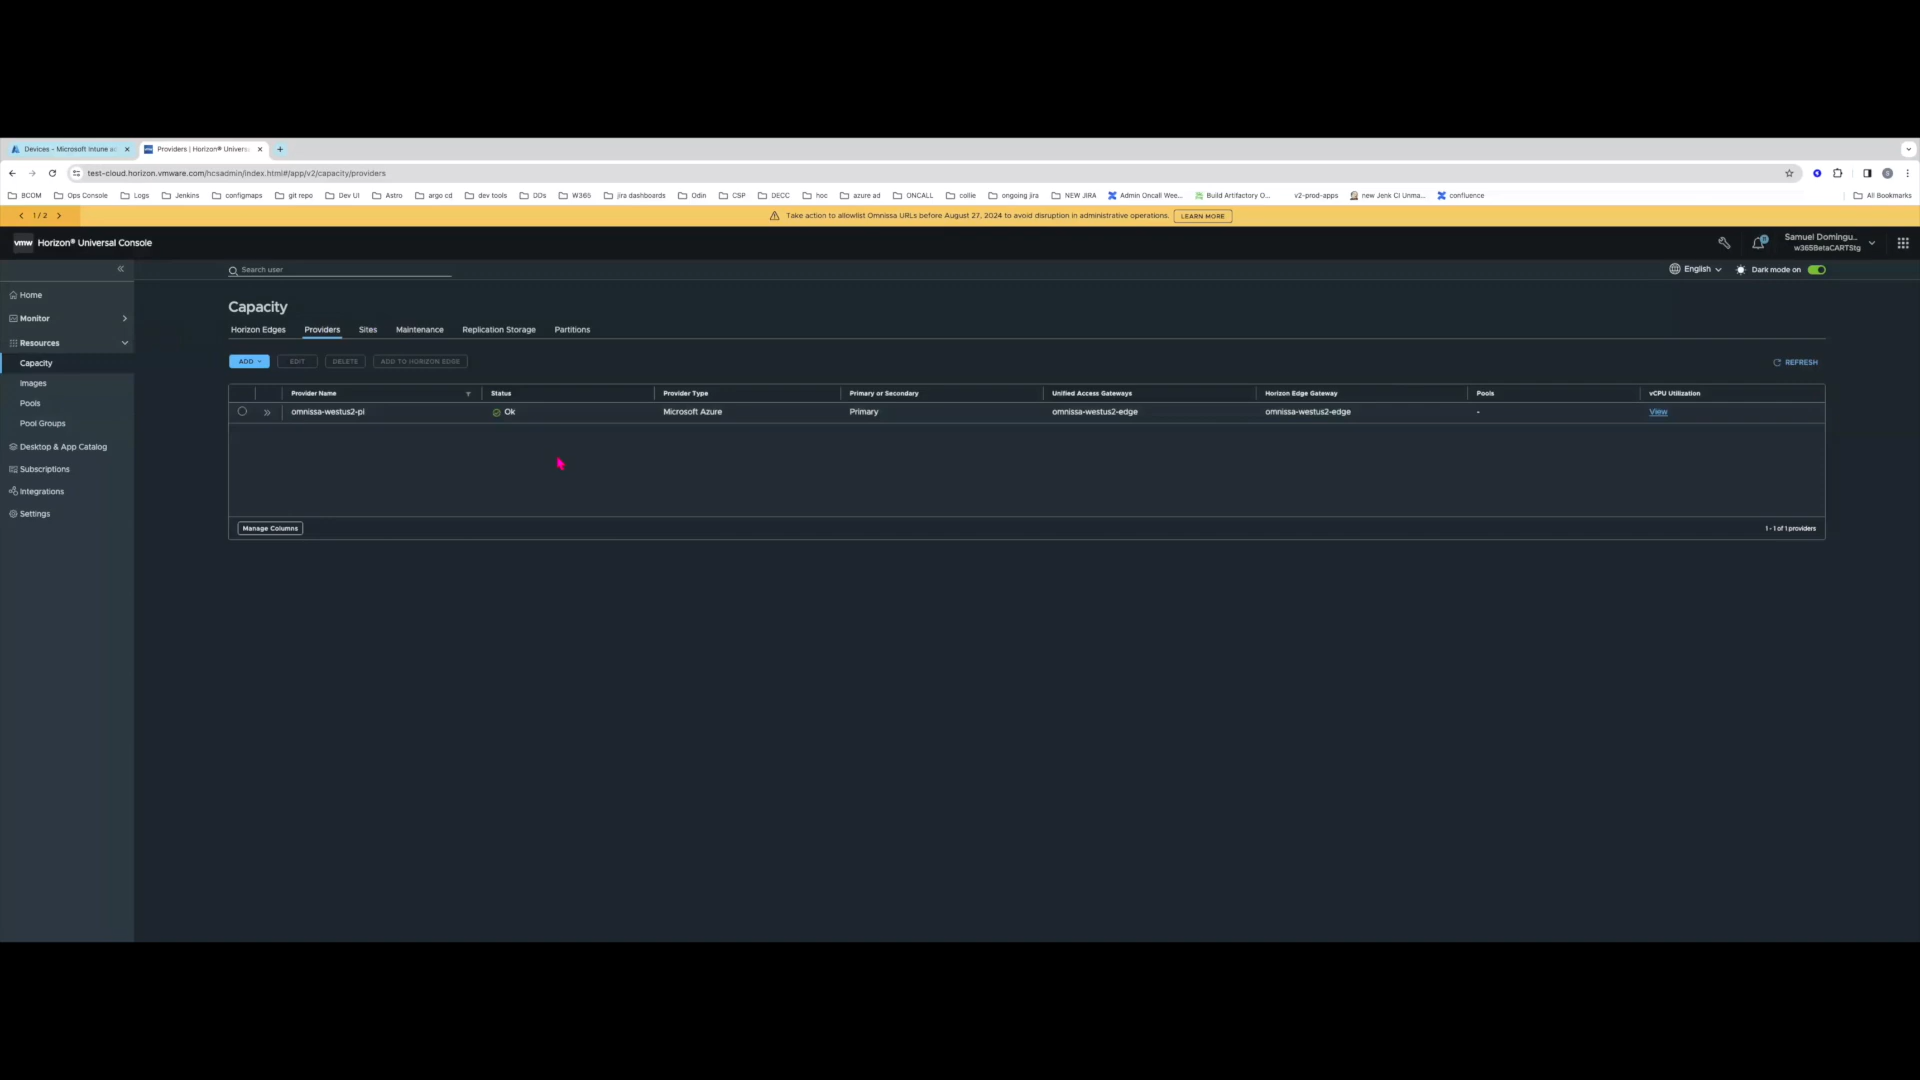 Devices - Microsoft Intune ac
Providers | Horizon® Univers
test-cloud.horizon.vmware.com/hcsadmin/index.html#/app/v2/capacity/providers
BCOM Ops Console Logs Jenkins configmaps git repo Dev UI Astro argo cd dev tools DDs W365 jira dashboards Odin CSP DECC hoc azure ad ONCALL collie ongoing jira NEW JIRA Admin Oncall Wee... Build Artifactory O... v2-prod-apps new Jenk CI Unma... confluence All Bookmarks
1 / 2
Take action to allowlist Omnissa URLs before August 27, 2024 to avoid disruption in administrative operations. LEARN MORE
vmw Horizon® Universal Console
Samuel Domingu...
w365BetaCARTStg
Search user
English
Dark mode on
Home
Monitor
Resources
Capacity
Images
Pools
Pool Groups
Desktop & App Catalog
Subscriptions
Integrations
Settings
Capacity
Horizon Edges Providers Sites Maintenance Replication Storage Partitions
ADD EDIT DELETE ADD TO HORIZON EDGE
REFRESH
Provider Name Status Provider Type Primary or Secondary Unified Access Gateways Horizon Edge Gateway Pools vCPU Utilization
omnissa-westus2-pi Ok Microsoft Azure Primary omnissa-westus2-edge omnissa-westus2-edge - View
Manage Columns
1 - 1 of 1 providers